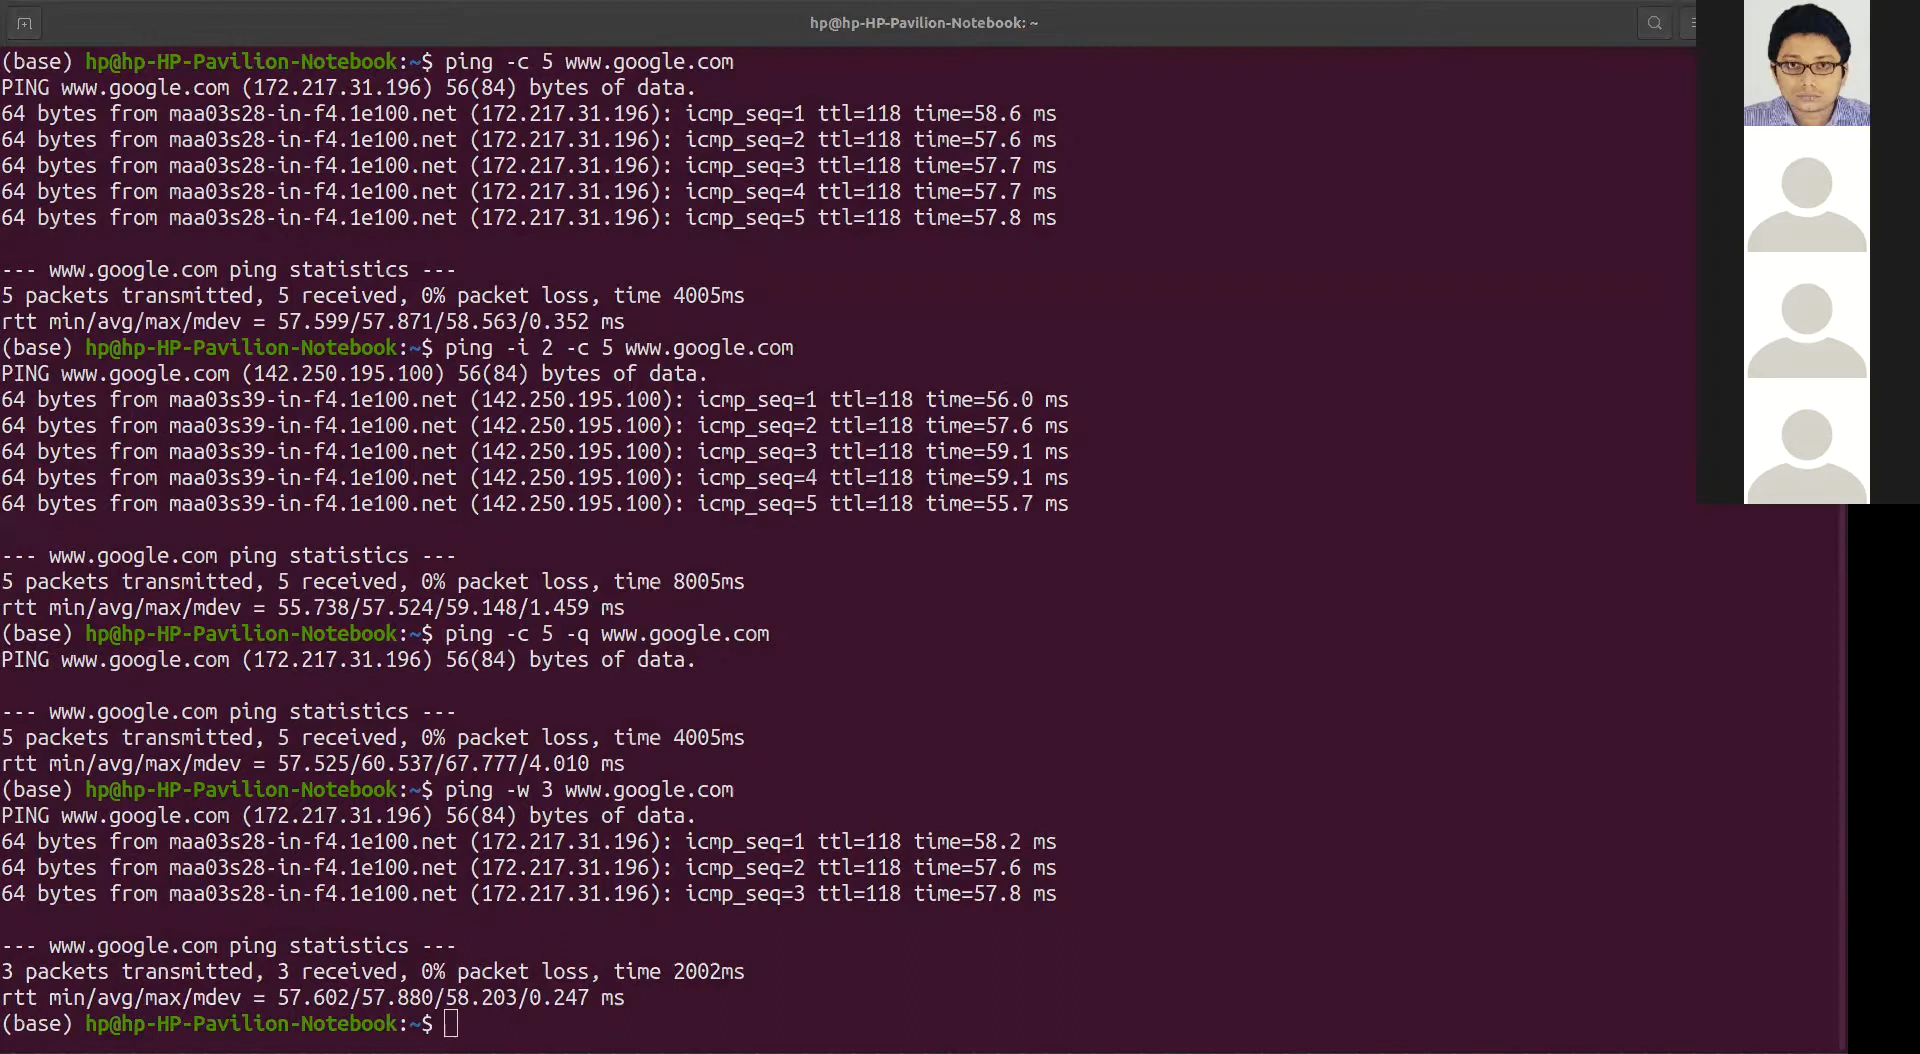 hp@hp-HP-Pavilion-Notebook: ~
(base) hp@hp-HP-Pavilion-Notebook:~$ ping -c 5 www.google.com
PING www.google.com (172.217.31.196) 56(84) bytes of data.
64 bytes from maa03s28-in-f4.1e100.net (172.217.31.196): icmp_seq=1 ttl=118 time=58.6 ms
64 bytes from maa03s28-in-f4.1e100.net (172.217.31.196): icmp_seq=2 ttl=118 time=57.6 ms
64 bytes from maa03s28-in-f4.1e100.net (172.217.31.196): icmp_seq=3 ttl=118 time=57.7 ms
64 bytes from maa03s28-in-f4.1e100.net (172.217.31.196): icmp_seq=4 ttl=118 time=57.7 ms
64 bytes from maa03s28-in-f4.1e100.net (172.217.31.196): icmp_seq=5 ttl=118 time=57.8 ms
--- www.google.com ping statistics ---
5 packets transmitted, 5 received, 0% packet loss, time 4005ms
rtt min/avg/max/mdev = 57.599/57.871/58.563/0.352 ms
(base) hp@hp-HP-Pavilion-Notebook:~$ ping -i 2 -c 5 www.google.com
PING www.google.com (142.250.195.100) 56(84) bytes of data.
64 bytes from maa03s39-in-f4.1e100.net (142.250.195.100): icmp_seq=1 ttl=118 time=56.0 ms
64 bytes from maa03s39-in-f4.1e100.net (142.250.195.100): icmp_seq=2 ttl=118 time=57.6 ms
64 bytes from maa03s39-in-f4.1e100.net (142.250.195.100): icmp_seq=3 ttl=118 time=59.1 ms
64 bytes from maa03s39-in-f4.1e100.net (142.250.195.100): icmp_seq=4 ttl=118 time=59.1 ms
64 bytes from maa03s39-in-f4.1e100.net (142.250.195.100): icmp_seq=5 ttl=118 time=55.7 ms
--- www.google.com ping statistics ---
5 packets transmitted, 5 received, 0% packet loss, time 8005ms
rtt min/avg/max/mdev = 55.738/57.524/59.148/1.459 ms
(base) hp@hp-HP-Pavilion-Notebook:~$ ping -c 5 -q www.google.com
PING www.google.com (172.217.31.196) 56(84) bytes of data.
--- www.google.com ping statistics ---
5 packets transmitted, 5 received, 0% packet loss, time 4005ms
rtt min/avg/max/mdev = 57.525/60.537/67.777/4.010 ms
(base) hp@hp-HP-Pavilion-Notebook:~$ ping -w 3 www.google.com
PING www.google.com (172.217.31.196) 56(84) bytes of data.
64 bytes from maa03s28-in-f4.1e100.net (172.217.31.196): icmp_seq=1 ttl=118 time=58.2 ms
64 bytes from maa03s28-in-f4.1e100.net (172.217.31.196): icmp_seq=2 ttl=118 time=57.6 ms
64 bytes from maa03s28-in-f4.1e100.net (172.217.31.196): icmp_seq=3 ttl=118 time=57.8 ms
--- www.google.com ping statistics ---
3 packets transmitted, 3 received, 0% packet loss, time 2002ms
rtt min/avg/max/mdev = 57.602/57.880/58.203/0.247 ms
(base) hp@hp-HP-Pavilion-Notebook:~$